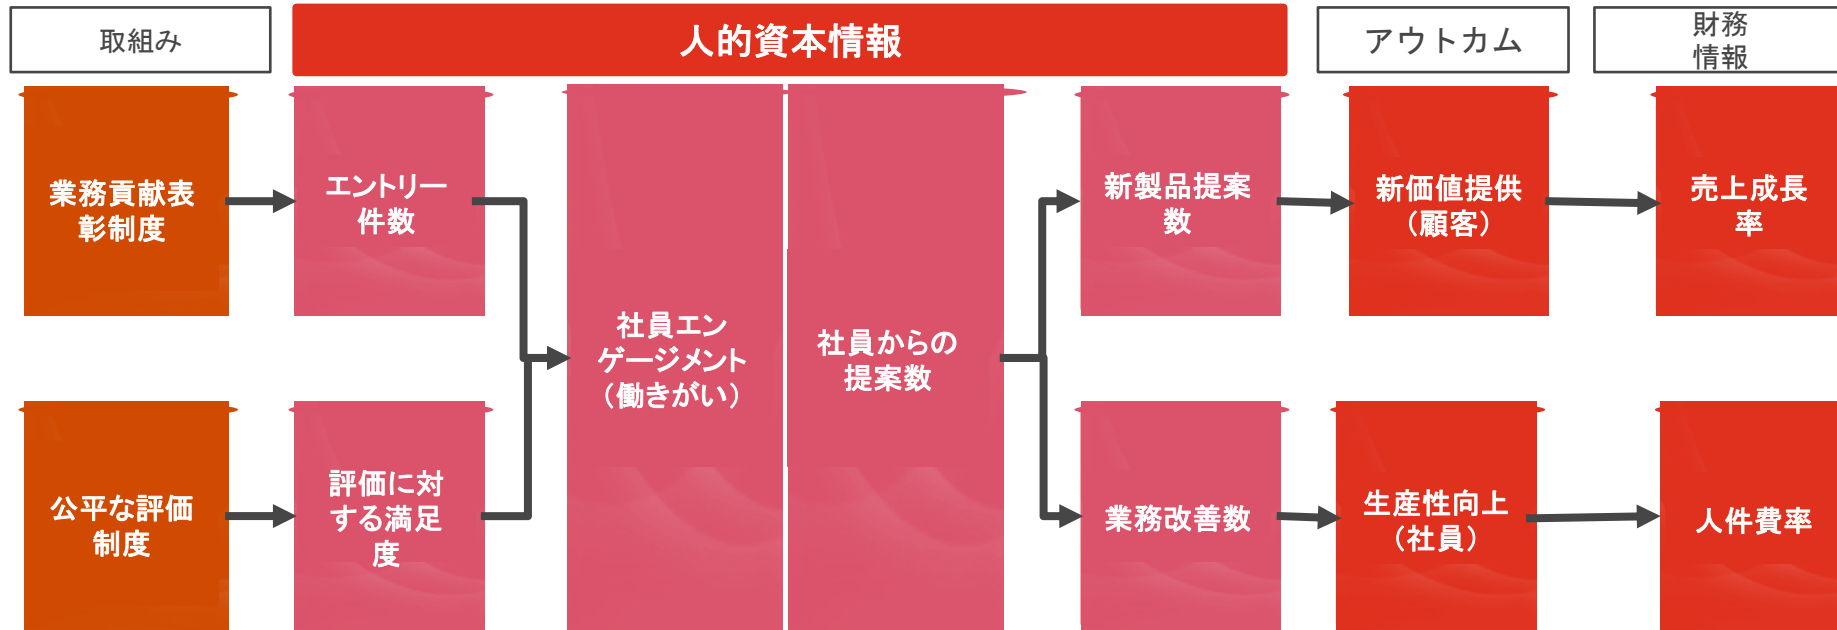 取組み
人的資本情報
アウトカム
財務
情報
業務貢献表
彰制度
エントリー
件数
社員エン
ゲージメント
（働きがい）
社員からの
提案数
新製品提案
数
新価値提供
（顧客）
売上成長
率
公平な評価
制度
評価に対
する満足
度
業務改善数
生産性向上
（社員）
人件費率